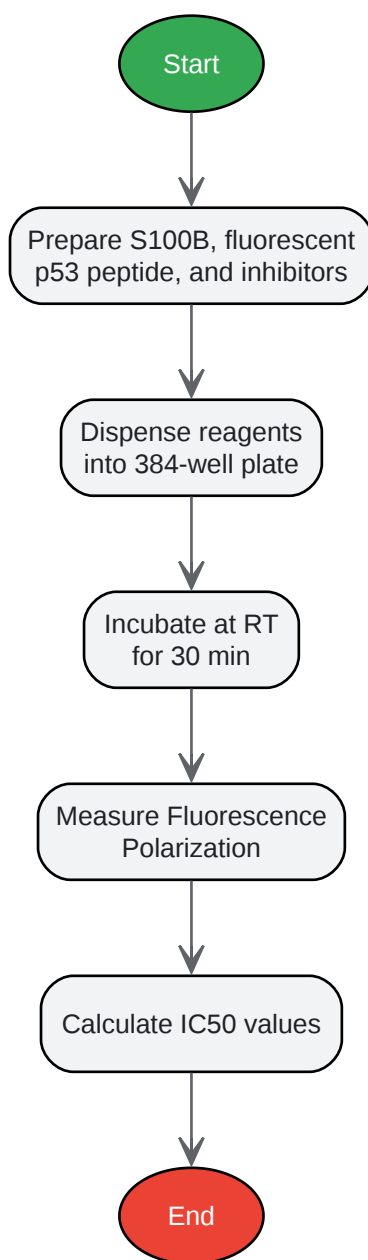 Start
Prepare S100B, fluorescent
p53 peptide, and inhibitors
Dispense reagents
into 384-well plate
Incubate at RT
for 30 min
Measure Fluorescence
Polarization
Calculate IC50 values
End